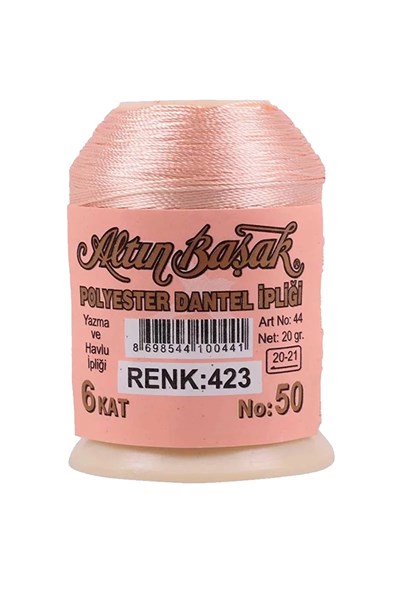 Altın Başak ®
POLYESTER DANTEL İPLİĞİ
Yazma
ve
Havlu
İpliği
8 698544 100441
Art No: 44
Net: 20 gr.
20-21
RENK:423
6 KAT
No: 50